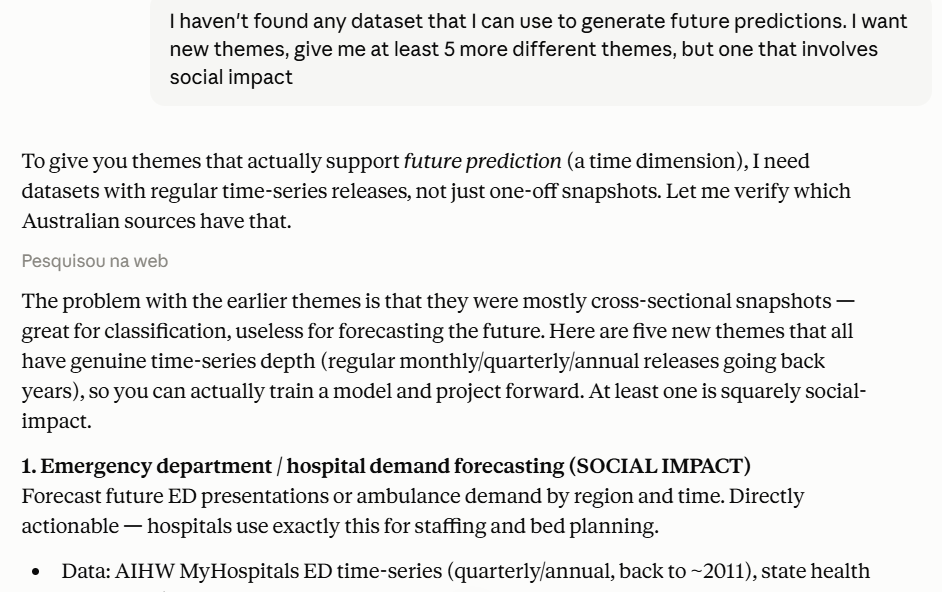 I haven't found any dataset that I can use to generate future predictions. I want
new themes, give me at least 5 more different themes, but one that involves
social impact
To give you themes that actually support future prediction (a time dimension), I need
datasets with regular time-series releases, not just one-off snapshots. Let me verify which
Australian sources have that.
Pesquisou na web
The problem with the earlier themes is that they were mostly cross-sectional snapshots —
great for classification, useless for forecasting the future. Here are five new themes that all
have genuine time-series depth (regular monthly/quarterly/annual releases going back
years), so you can actually train a model and project forward. At least one is squarely social-
impact.
1. Emergency department / hospital demand forecasting (SOCIAL IMPACT)
Forecast future ED presentations or ambulance demand by region and time. Directly
actionable — hospitals use exactly this for staffing and bed planning.
• Data: AIHW MyHospitals ED time-series (quarterly/annual, back to ~2011), state health